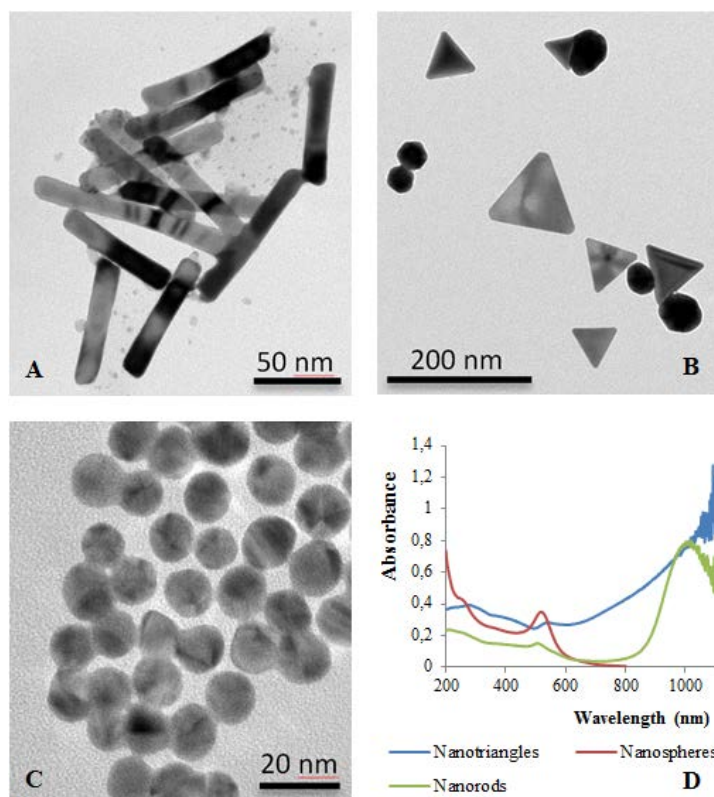 A
50 nm
200 nm
B
C
20 nm
Absorbance
1,4
1,2
1
0,8
0,6
0,4
0,2
0
200
400
600
800
1000
Wavelength (nm)
Nanotriangles
Nanospheres
Nanorods
D